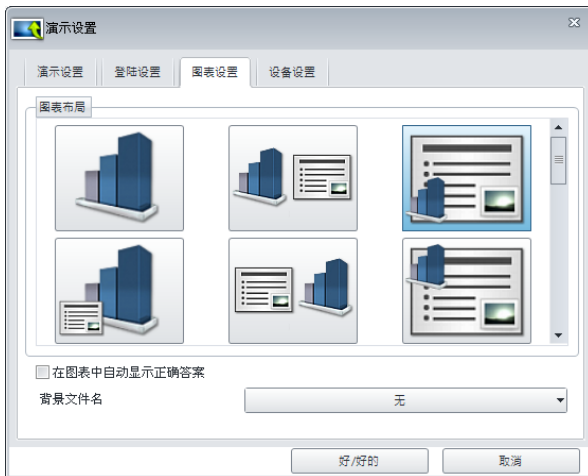 演示设置
演示设置 登陆设置 图表设置 设备设置
图表布局
在图表中自动显示正确答案
背景文件名 无
好/好的 取消